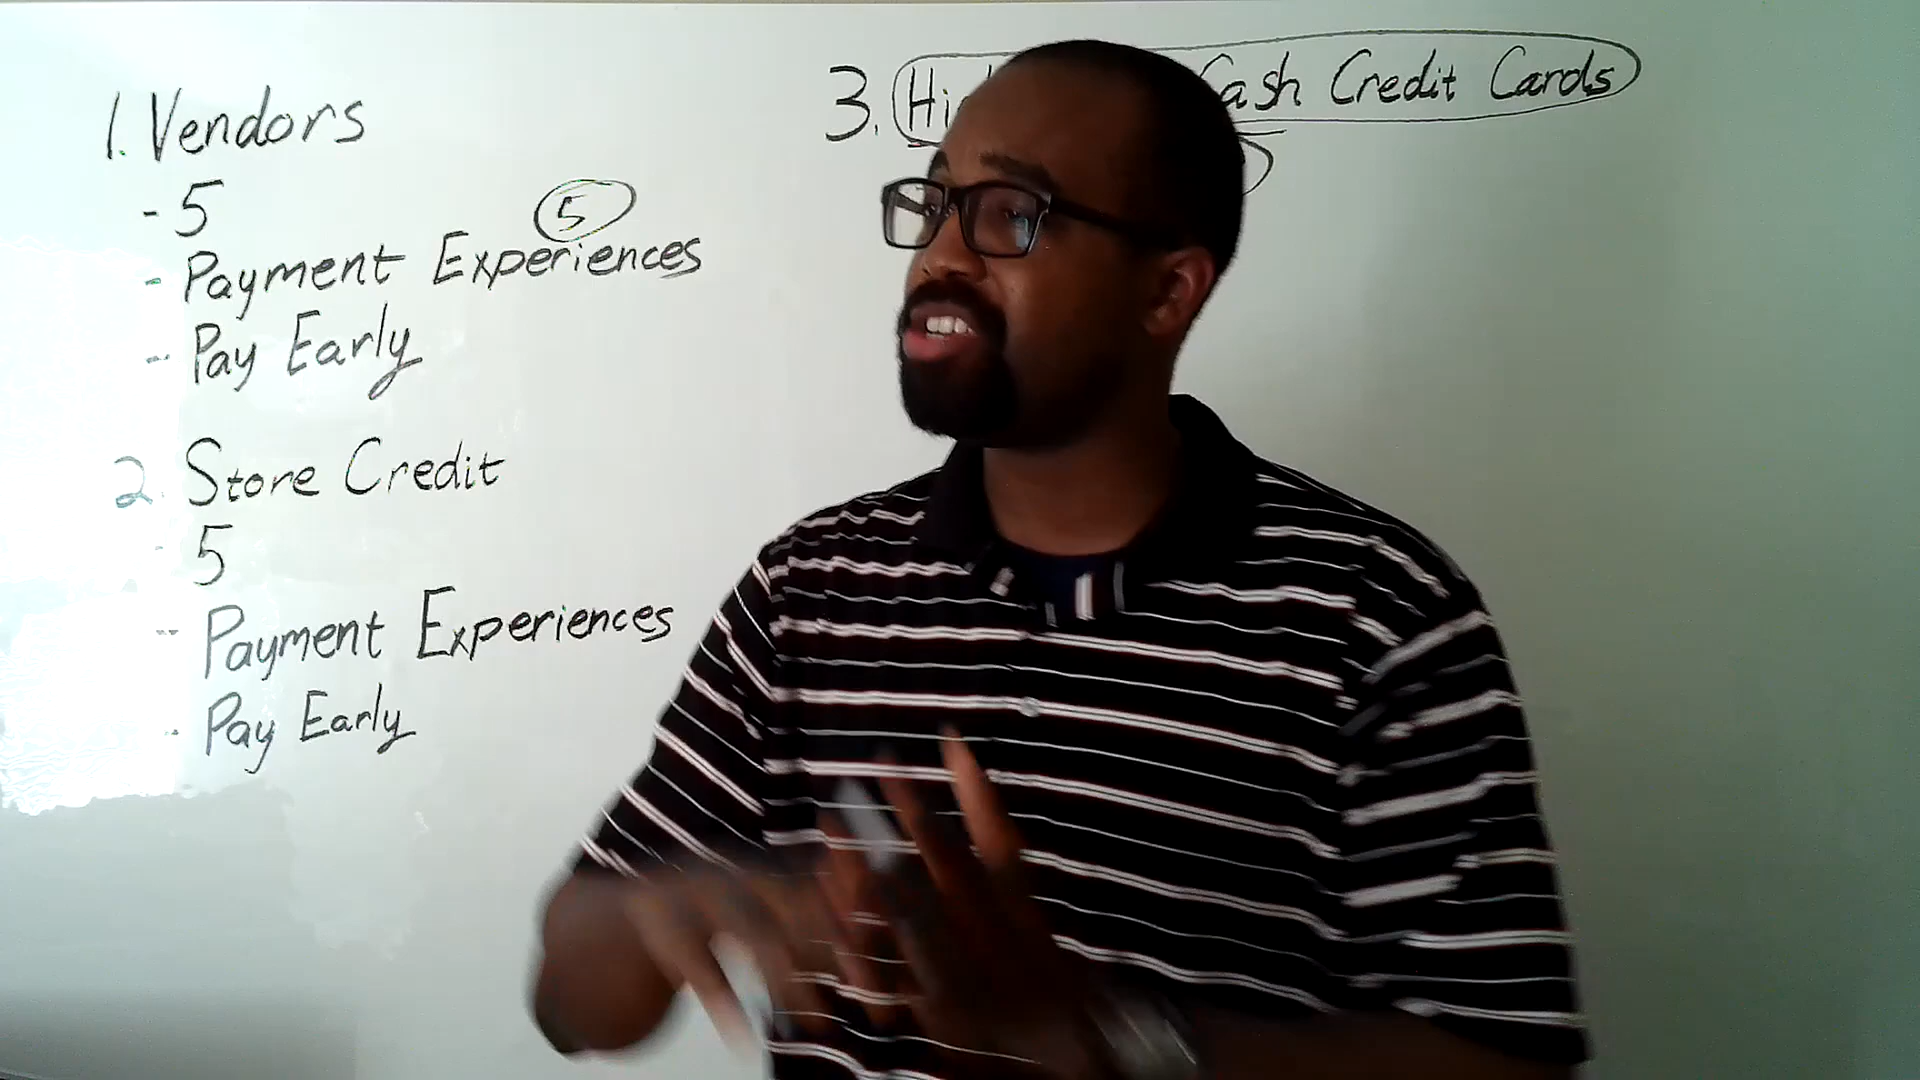 1. Vendors
- 5
5
- Payment Experiences
- Pay Early
2. Store Credit
- 5
- Payment Experiences
- Pay Early
3. Cash Credit Cards